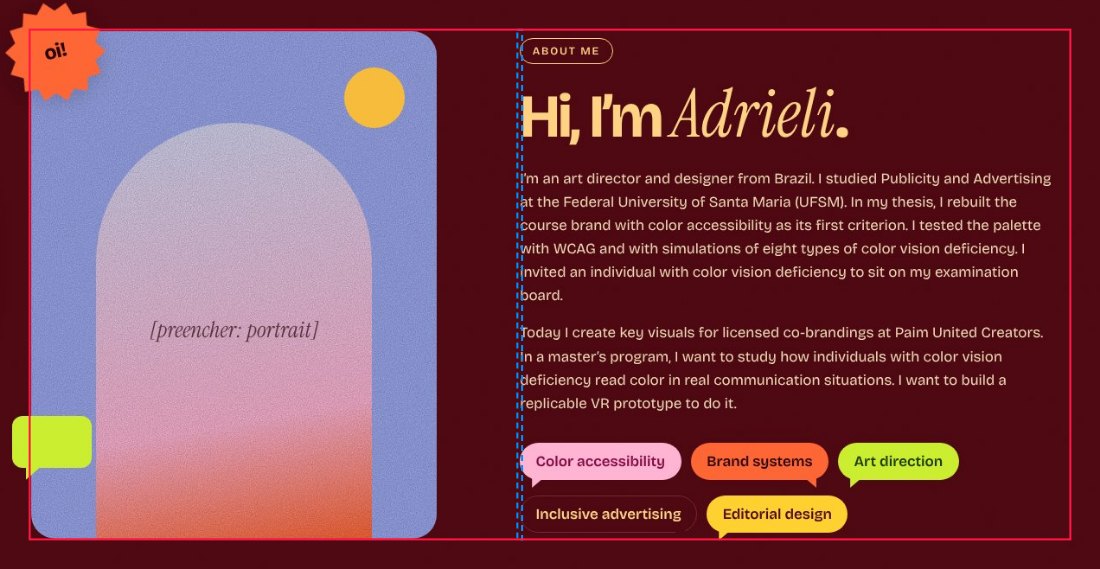 oi!
[preencher: portrait]
ABOUT ME
Hi, I'm Adrieli.
I'm an art director and designer from Brazil. I studied Publicity and Advertising
at the Federal University of Santa Maria (UFSM). In my thesis, I rebuilt the
course brand with color accessibility as its first criterion. I tested the palette
with WCAG and with simulations of eight types of color vision deficiency. I
invited an individual with color vision deficiency to sit on my examination
board.
Today I create key visuals for licensed co-brandings at Paim United Creators.
In a master's program, I want to study how individuals with color vision
deficiency read color in real communication situations. I want to build a
replicable VR prototype to do it.
Color accessibility
Brand systems
Art direction
Inclusive advertising
Editorial design